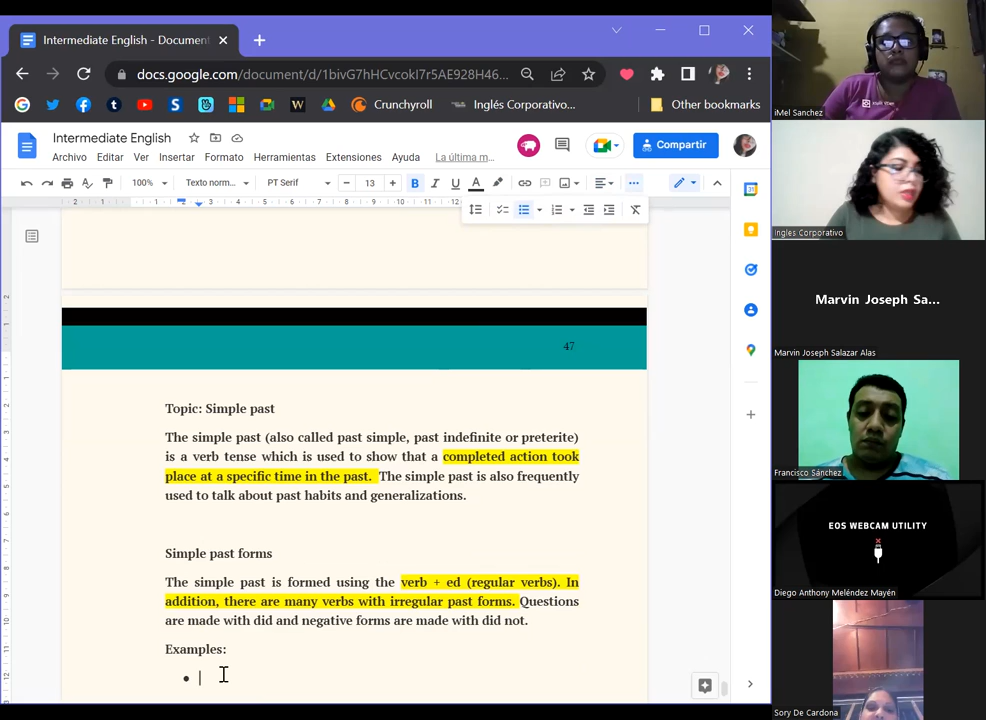 Intermediate English - Document
docs.google.com/document/d/1bivG7hHCvcokI7r5AE928H46...
Crunchyroll
Inglés Corporativo...
Other bookmarks
Intermediate English
Archivo Editar Ver Insertar Formato Herramientas Extensiones Ayuda La última m...
Compartir
100% Texto norm... PT Serif 13
47
Topic: Simple past
The simple past (also called past simple, past indefinite or preterite)
is a verb tense which is used to show that a completed action took
place at a specific time in the past. The simple past is also frequently
used to talk about past habits and generalizations.
Simple past forms
The simple past is formed using the verb + ed (regular verbs). In
addition, there are many verbs with irregular past forms. Questions
are made with did and negative forms are made with did not.
Examples:
iMel Sanchez
Ingles Corporativo
Marvin Joseph Sa...
Marvin Joseph Salazar Alas
Francisco Sánchez
EOS WEBCAM UTILITY
Diego Anthony Meléndez Mayén
Sory De Cardona